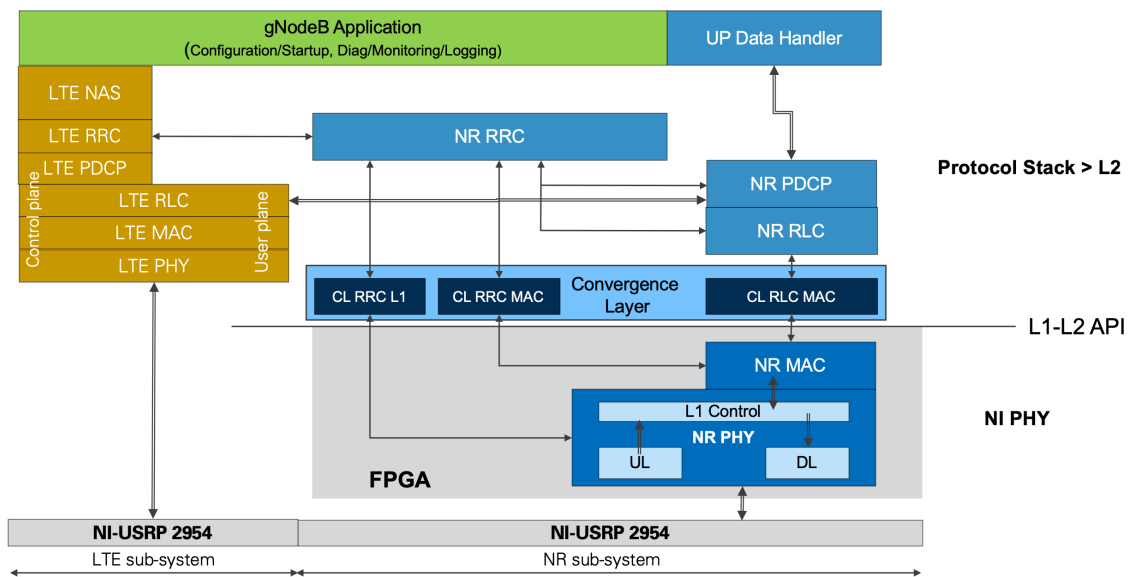 gNodeB Application
(Configuration/Startup, Diag/Monitoring/Logging)
UP Data Handler
LTE NAS
LTE RRC
NR RRC
LTE PDCP
Protocol Stack > L2
NR PDCP
Control plane
LTE RLC
User plane
NR RLC
LTE MAC
LTE PHY
CL RRC L1
CL RRC MAC
Convergence
Layer
CL RLC MAC
L1-L2 API
NR MAC
L1 Control
NI PHY
NR PHY
UL
DL
FPGA
NI-USRP 2954
NI-USRP 2954
LTE sub-system
NR sub-system